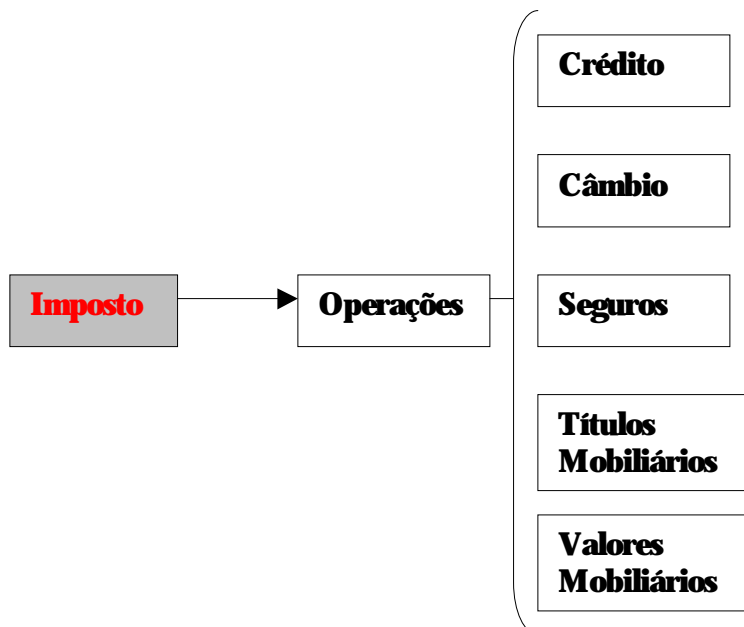 Imposto
Operações
Crédito
Câmbio
Seguros
Títulos
Mobiliários
Valores
Mobiliários